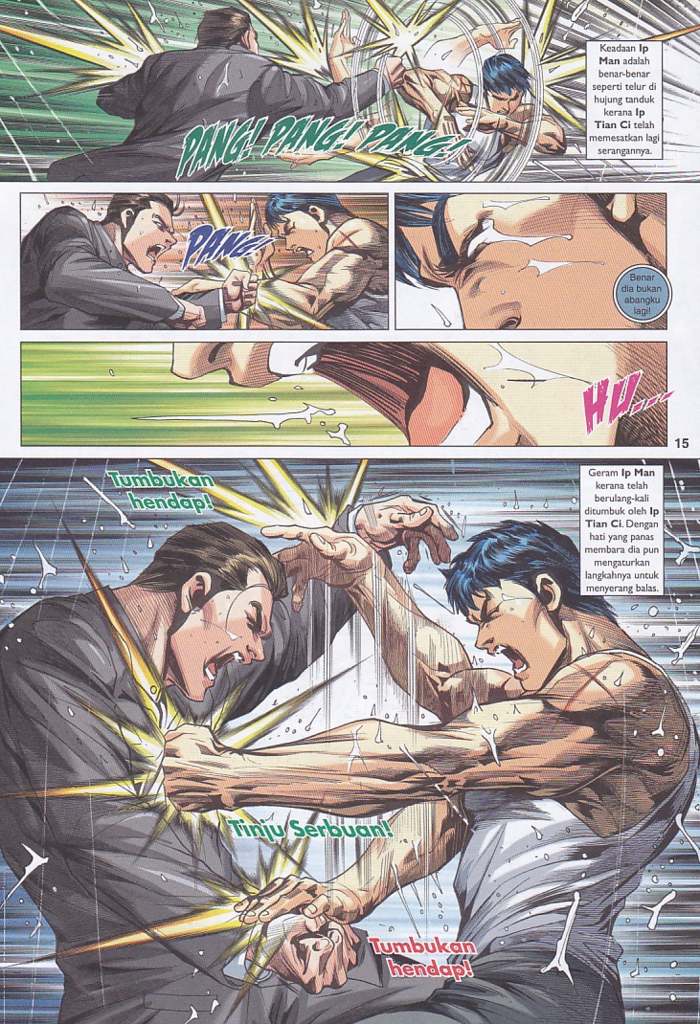 Keadaan Ip
Man adalah
benar-benar
seperti telur di
hujung tanduk
kerana Ip
Tian Ci telah
memesatkan lagi
serangannya.
PANG! PANG! PANG!
PANG!
Benar
dia bukan
abangku
lagi!
HU...
15
Tumbukan
hendap!
Geram Ip Man
kerana telah
berulang-kali
ditumbuk oleh Ip
Tian Ci. Dengan
hati yang panas
membara dia pun
mengaturkan
langkahnya untuk
menyerang balas.
Tinju Serbuan!
Tumbukan
hendap!